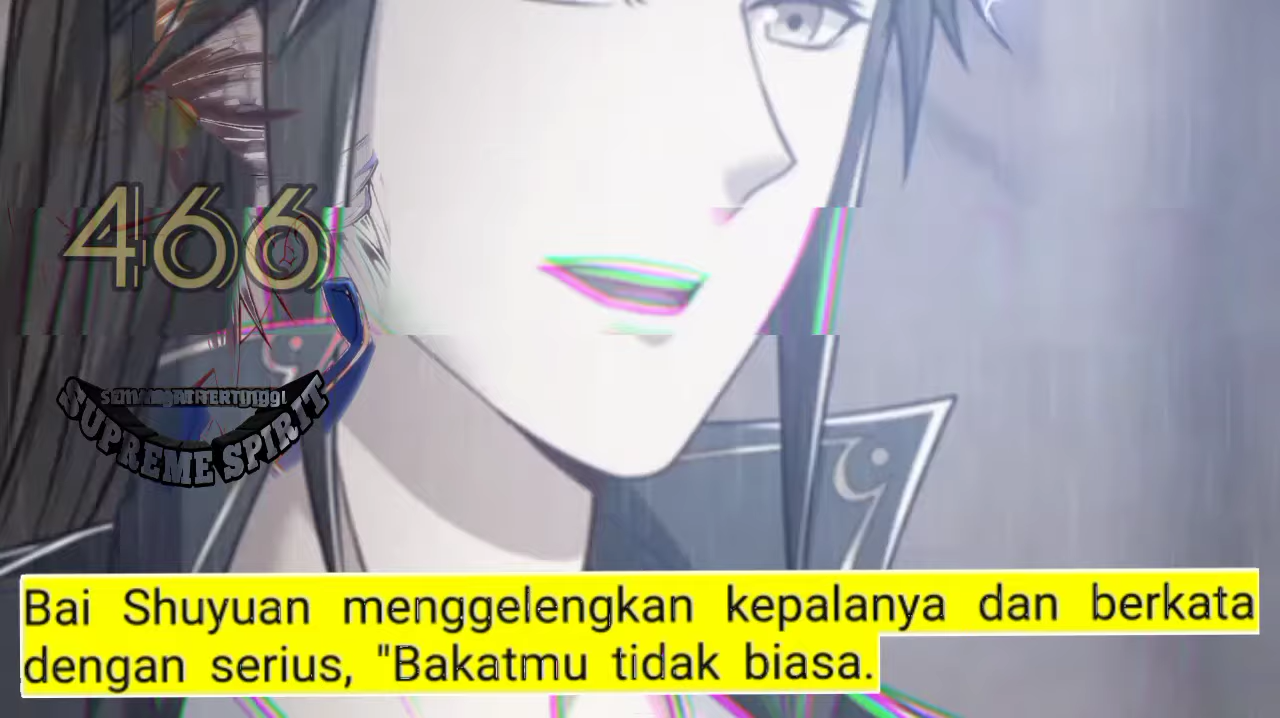 466
SUPREME SPIRIT
Bai Shuyuan menggelengkan kepalanya dan berkata
dengan serius, "Bakatmu tidak biasa.